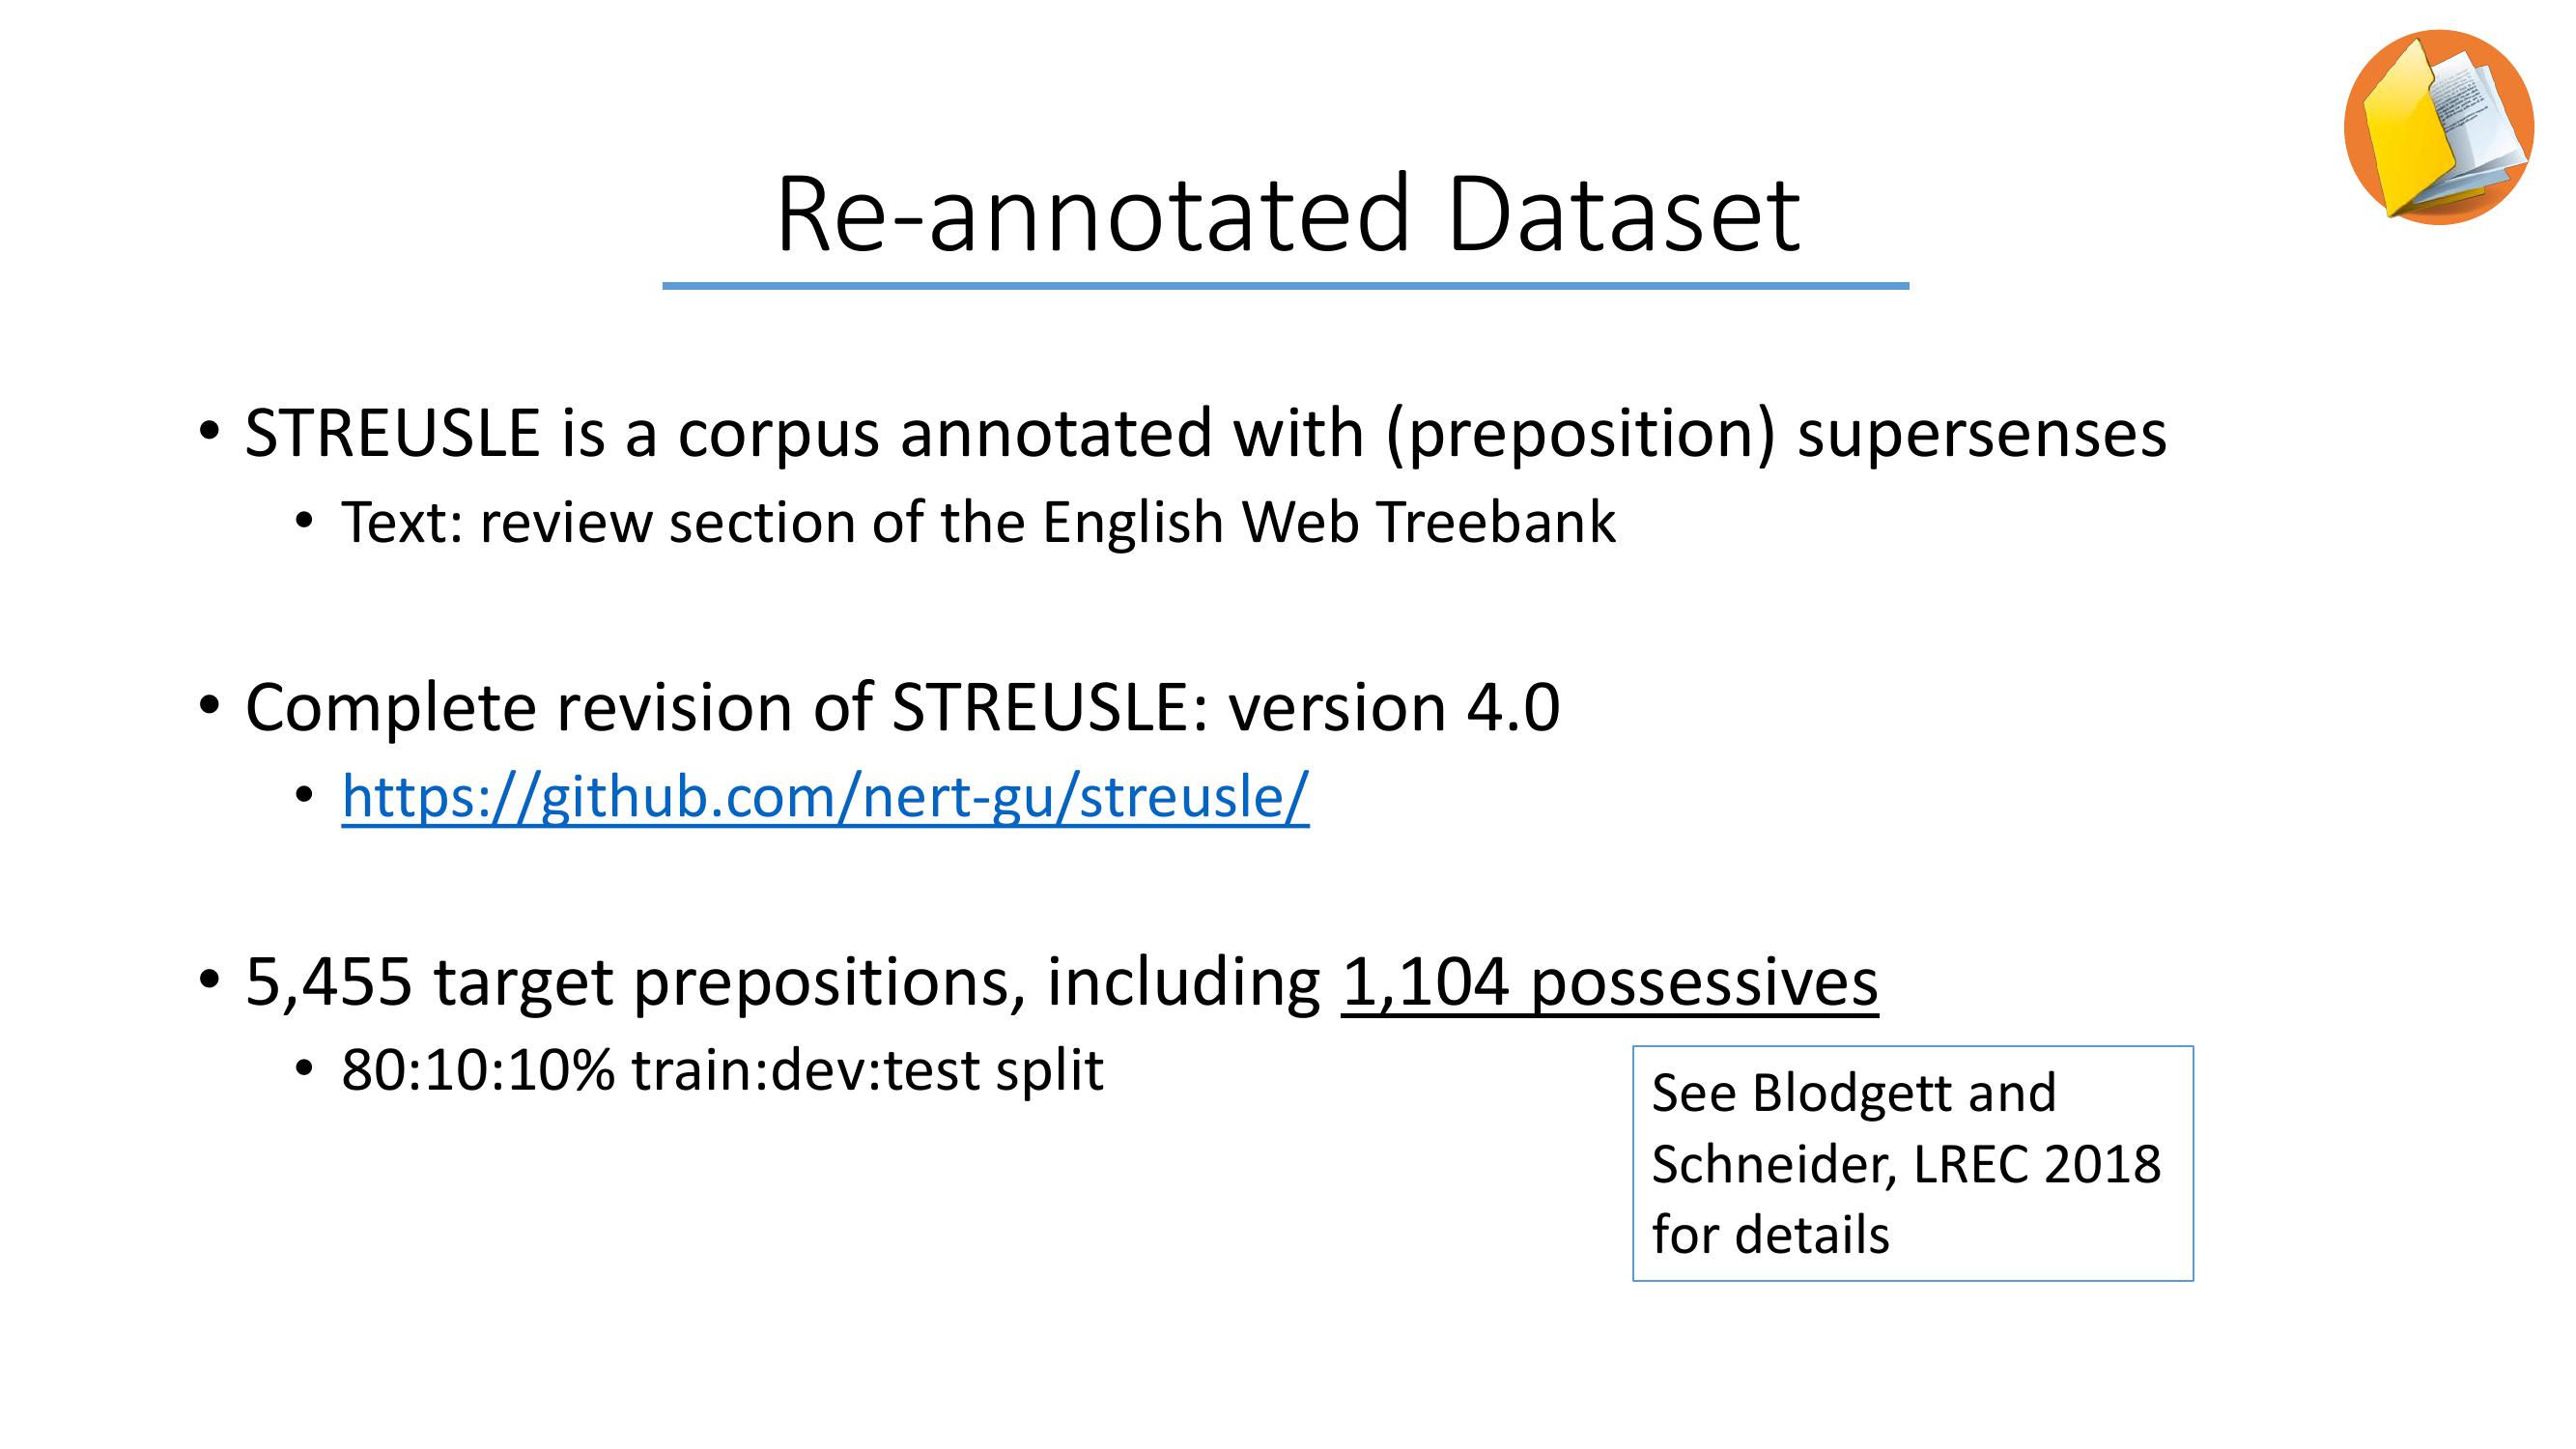 Re-annotated Dataset
• STREUSLE is a corpus annotated with (preposition) supersenses
• Text: review section of the English Web Treebank
• Complete revision of STREUSLE: version 4.0
• https://github.com/nert-gu/streusle/
• 5,455 target prepositions, including 1,104 possessives
• 80:10:10% train:dev:test split
See Blodgett and
Schneider, LREC 2018
for details